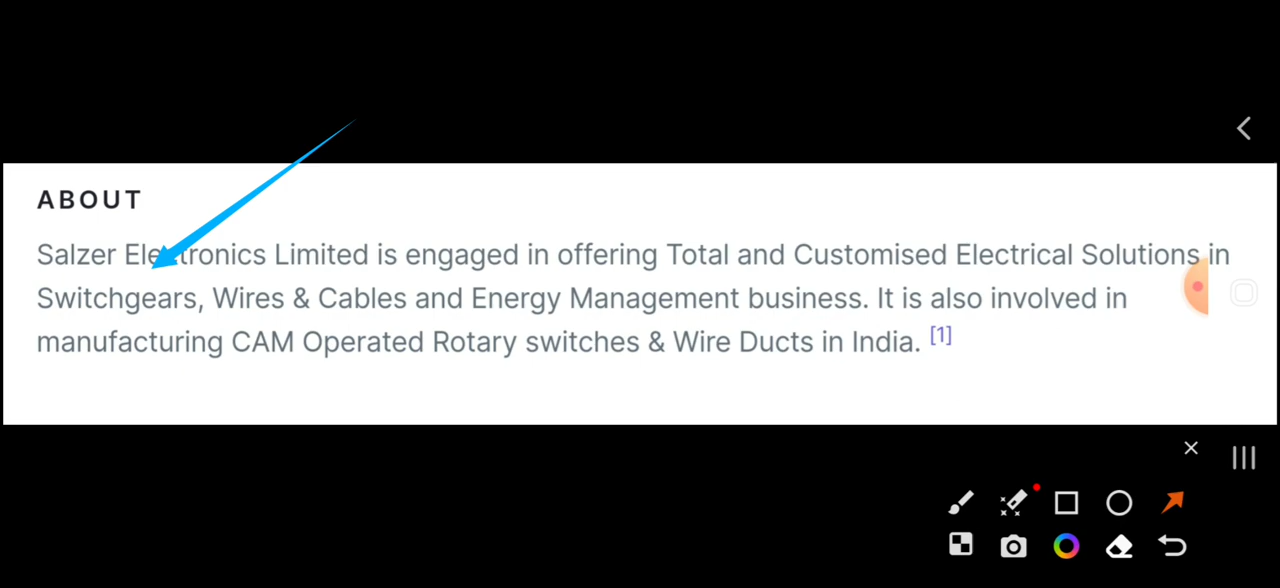 ABOUT
Salzer Electronics Limited is engaged in offering Total and Customised Electrical Solutions in
Switchgears, Wires & Cables and Energy Management business. It is also involved in
manufacturing CAM Operated Rotary switches & Wire Ducts in India. [1]